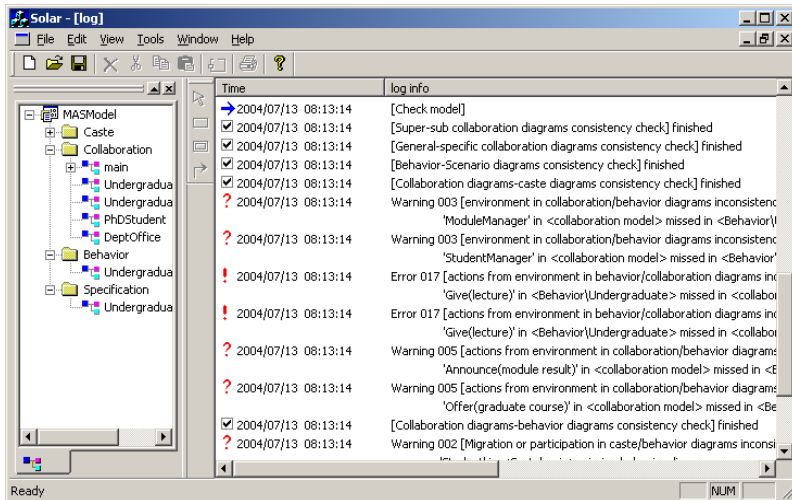 Solar - [log]
File Edit View Tools Window Help
Time log info
MASModel
Caste
Collaboration
main
Undergradua
Undergradua
PhDStudent
DeptOffice
Behavior
Undergradua
Specification
Undergradua
2004/07/13 08:13:14 [Check model]
2004/07/13 08:13:14 [Super-sub collaboration diagrams consistency check] finished
2004/07/13 08:13:14 [General-specific collaboration diagrams consistency check] finished
2004/07/13 08:13:14 [Behavior-Scenario diagrams consistency check] finished
2004/07/13 08:13:14 [Collaboration diagrams-caste diagrams consistency check] finished
2004/07/13 08:13:14 Warning 003 [environment in collaboration/behavior diagrams inconsistenc
'ModuleManager' in <collaboration model> missed in <Behavior\
2004/07/13 08:13:14 Warning 003 [environment in collaboration/behavior diagrams inconsistenc
'StudentManager' in <collaboration model> missed in <Behavior'
2004/07/13 08:13:14 Error 017 [actions from environment in behavior/collaboration diagrams inc
'Give(lecture)' in <Behavior\Undergraduate> missed in <collabor
2004/07/13 08:13:14 Error 017 [actions from environment in behavior/collaboration diagrams inc
'Give(lecture)' in <Behavior\Undergraduate> missed in <collabor
2004/07/13 08:13:14 Warning 005 [actions from environment in collaboration/behavior diagrams
'Announce(module result)' in <collaboration model> missed in <E
2004/07/13 08:13:14 Warning 005 [actions from environment in collaboration/behavior diagrams
'Offer(graduate course)' in <collaboration model> missed in <Be
2004/07/13 08:13:14 [Collaboration diagrams-behavior diagrams consistency check] finished
2004/07/13 08:13:14 Warning 002 [Migration or participation in caste/behavior diagrams inconsi
Ready
NUM